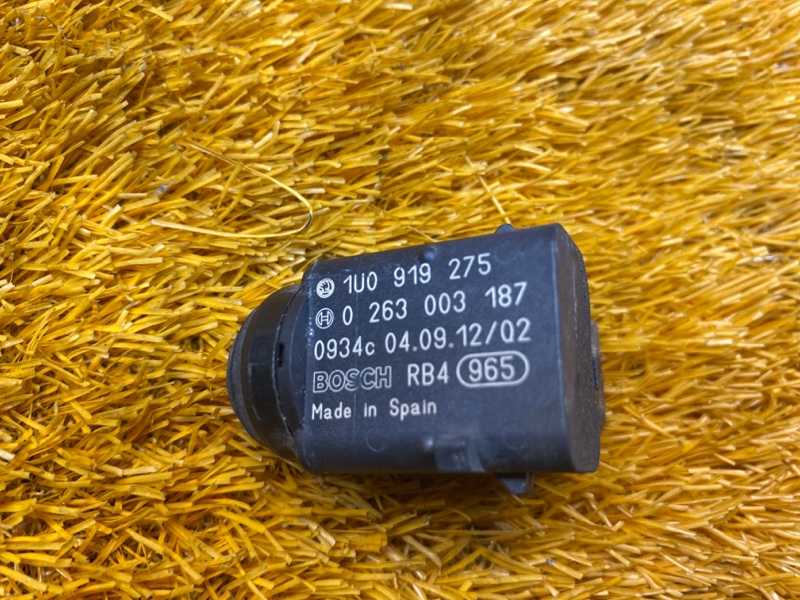 1U0 919 275
0 263 003 187
0934c 04.09.12/Q2
BOSCH RB4 965
Made in Spain